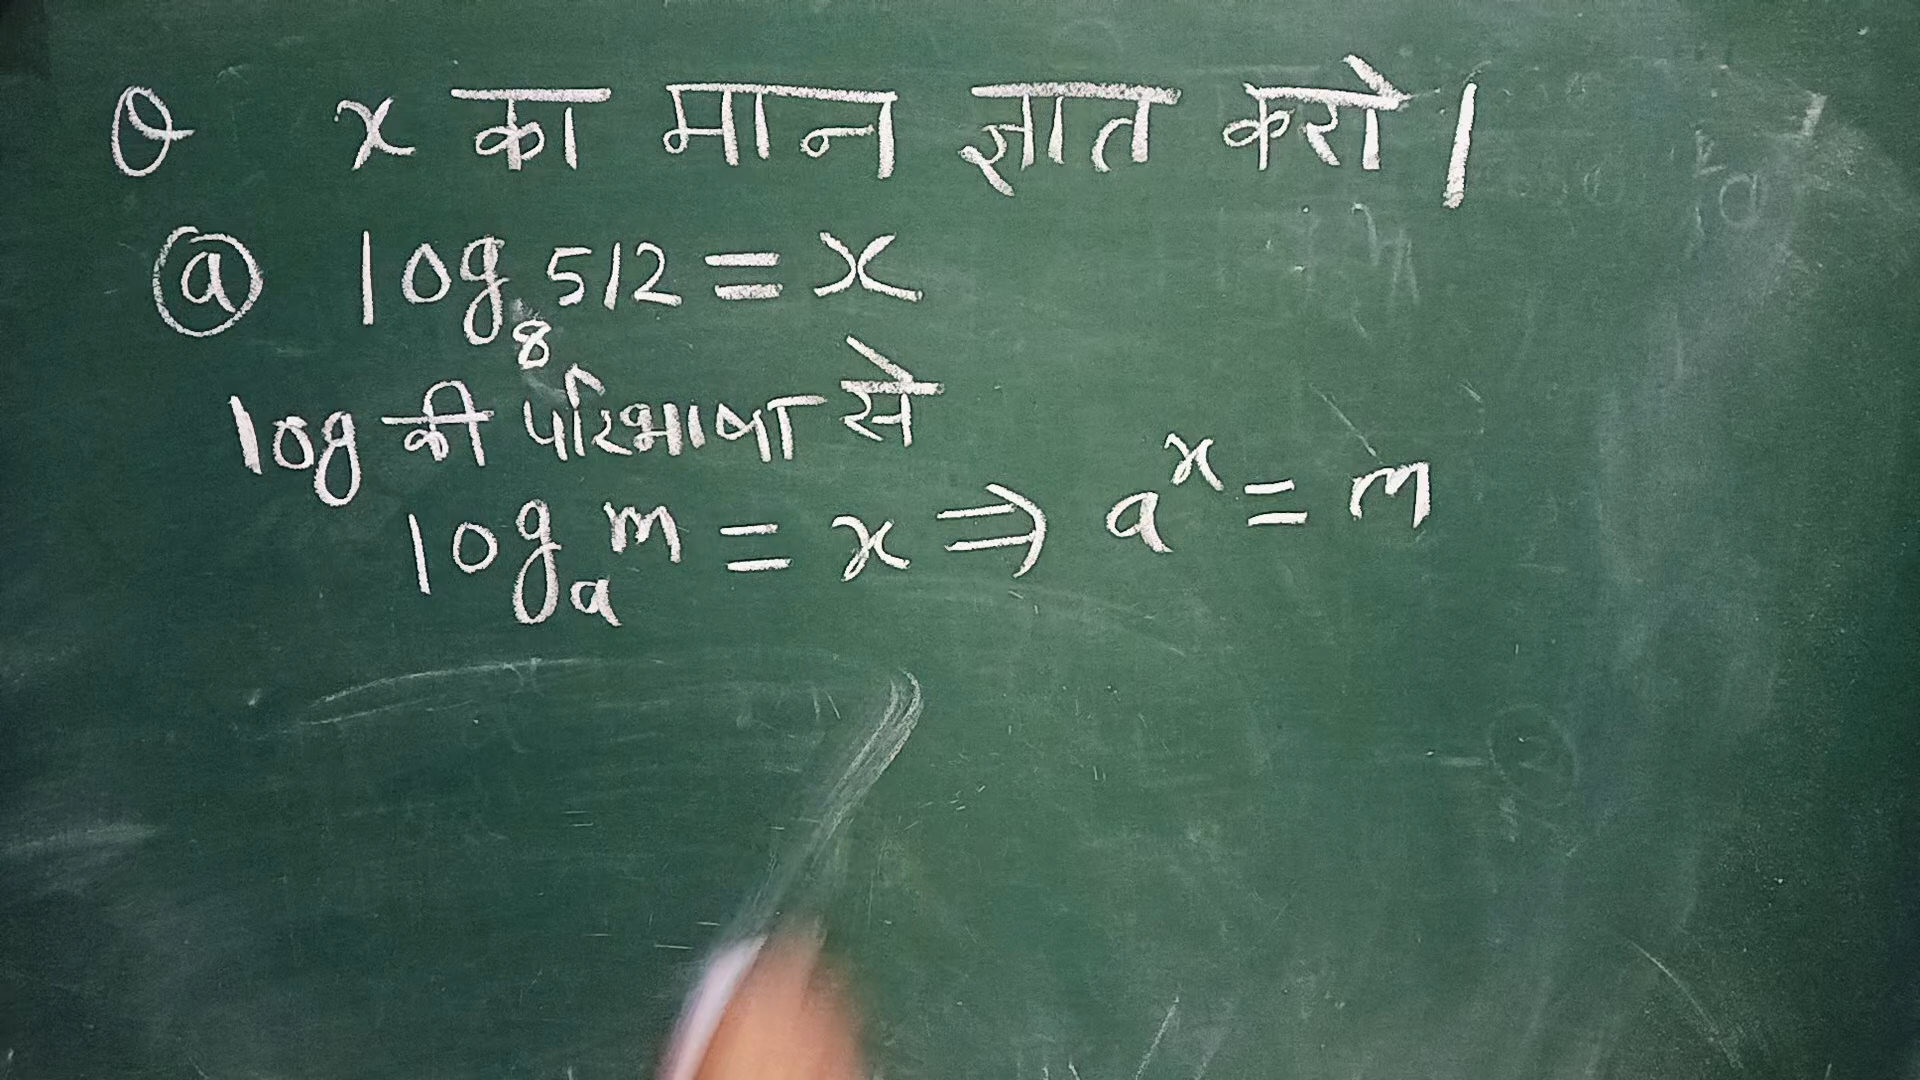 Q x का मान ज्ञात करो।
ⓐ log₈ 512 = x
log की परिभाषा से
logₐ m = x ⇒ aˣ = m